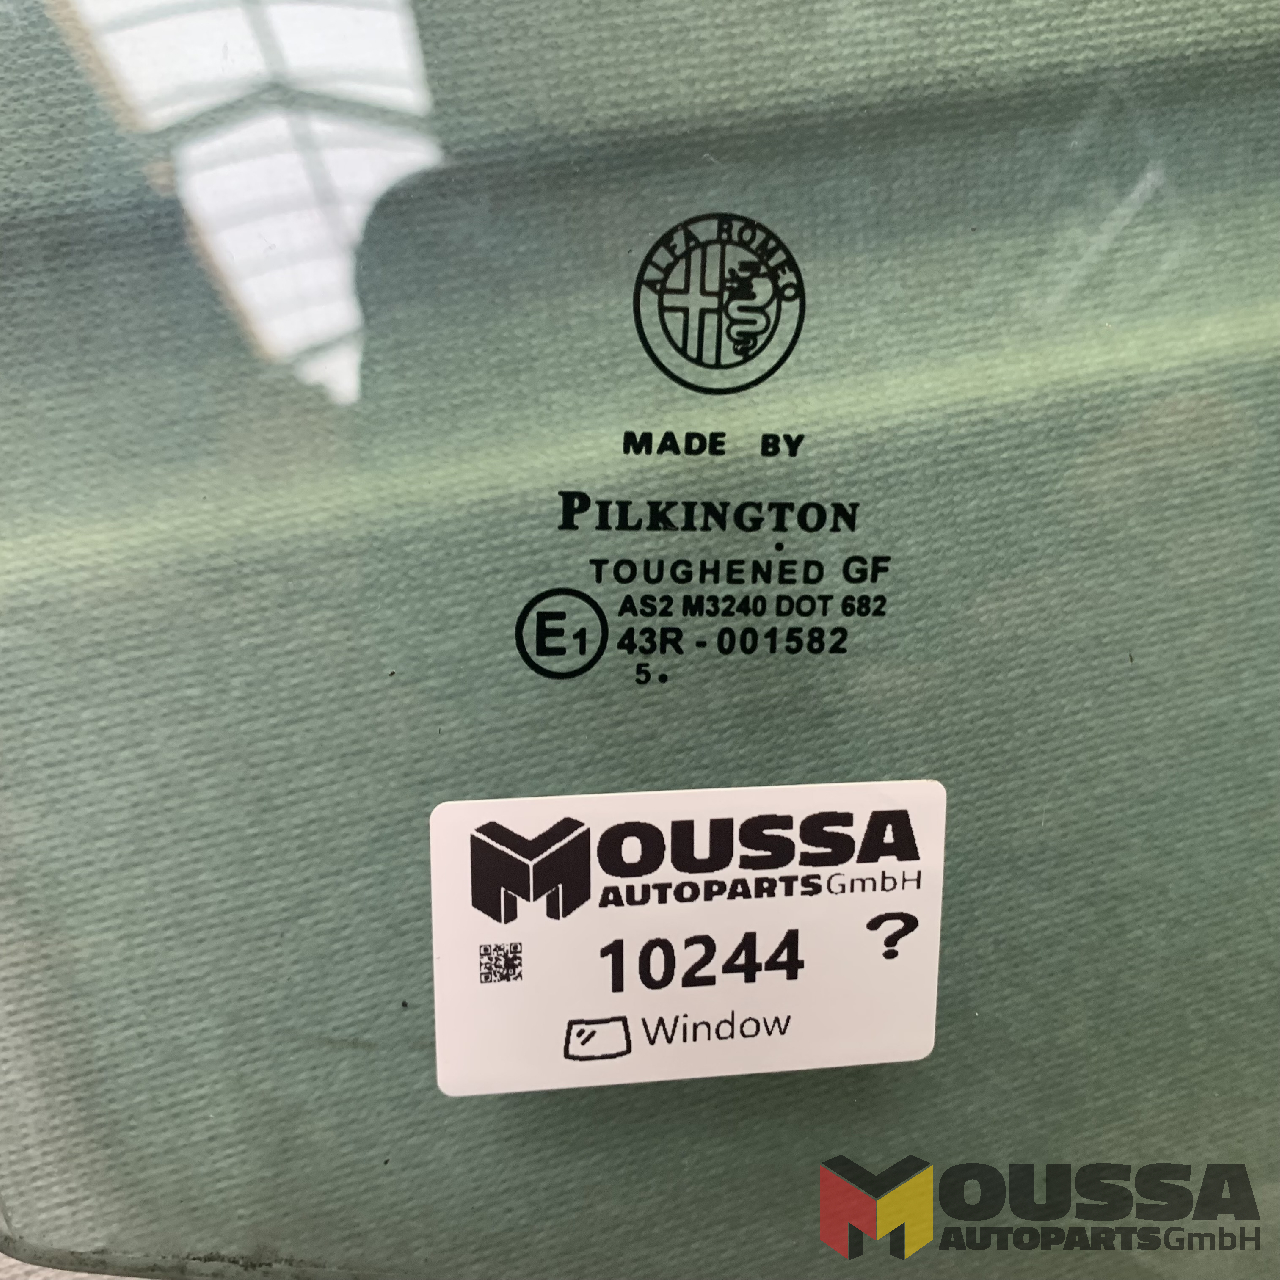 ALFA ROMEO
MADE BY
PILKINGTON
TOUGHENED GF
AS2 M3240 DOT 682
E1 43R - 001582
5.
MOUSSA
AUTOPARTS GmbH
10244 ?
Window
MOUSSA
AUTOPARTS GmbH